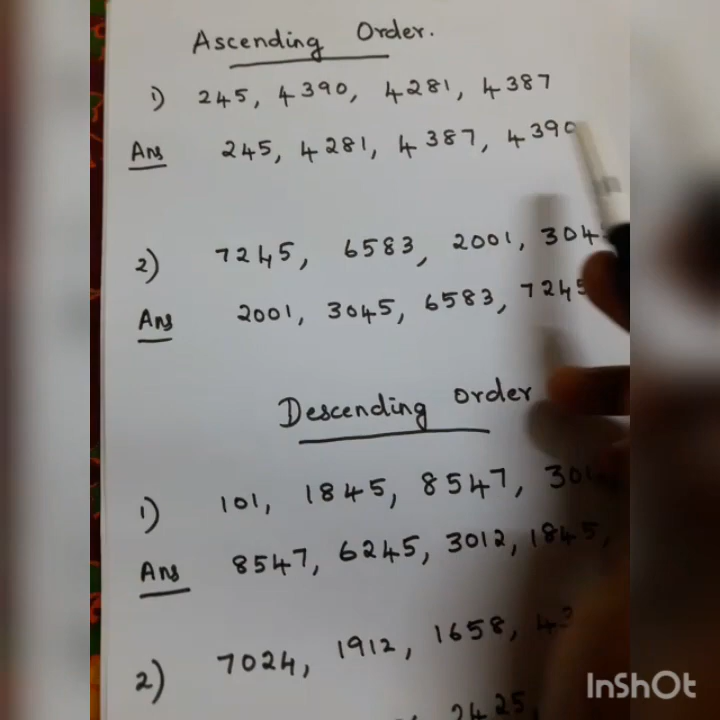 Ascending Order.
1) 245, 4390, 4281, 4387
Ans 245, 4281, 4387, 4390
2) 7245, 6583, 2001,
Ans 2001, 3045, 6583, 7245
Descending order
1) 101, 1845, 8547,
Ans 8547, 6245, 3012, 1845,
2) 7024, 1912, 1658,
2425,
InShOt